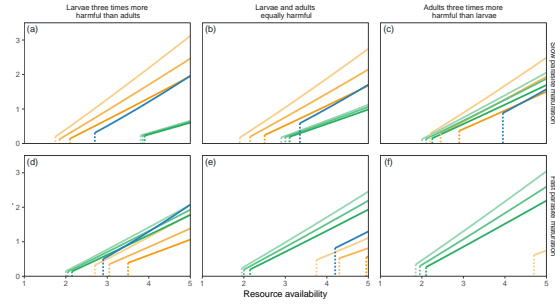 Larvae three times more
harmful than adults
Larvae and adults
equally harmful
Adults three times more
harmful than larvae
(a)
(b)
(c)
3
2
1
0
Slow parasite maturation
(d)
(e)
(f)
3
2
1
0
Fast parasite maturation
1
2
3
4
5
1
2
3
4
5
1
2
3
4
5
Resource availability